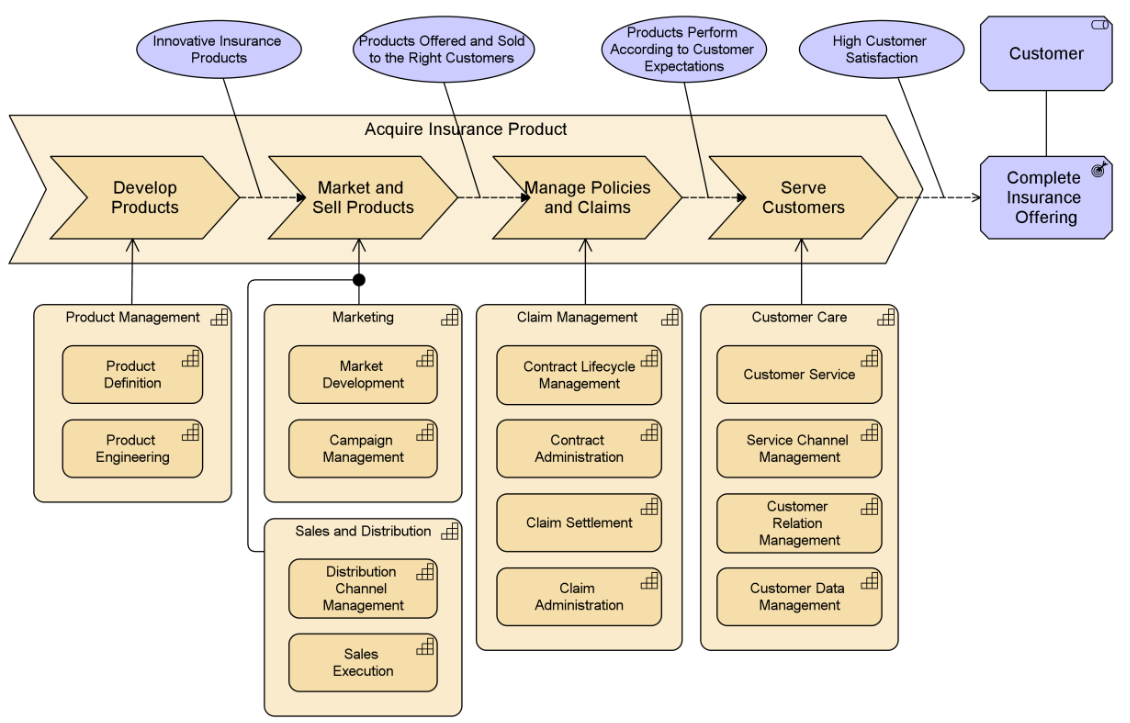 Innovative Insurance
Products
Products Offered and Sold
to the Right Customers
Products Perform
According to Customer
Expectations
High Customer
Satisfaction
Customer
Acquire Insurance Product
Develop
Products
Market and
Sell Products
Manage Policies
and Claims
Serve
Customers
Complete
Insurance
Offering
Product Management
Product
Definition
Product
Engineering
Marketing
Market
Development
Campaign
Management
Sales and Distribution
Distribution
Channel
Management
Sales
Execution
Claim Management
Contract Lifecycle
Management
Contract
Administration
Claim Settlement
Claim
Administration
Customer Care
Customer Service
Service Channel
Management
Customer
Relation
Management
Customer Data
Management